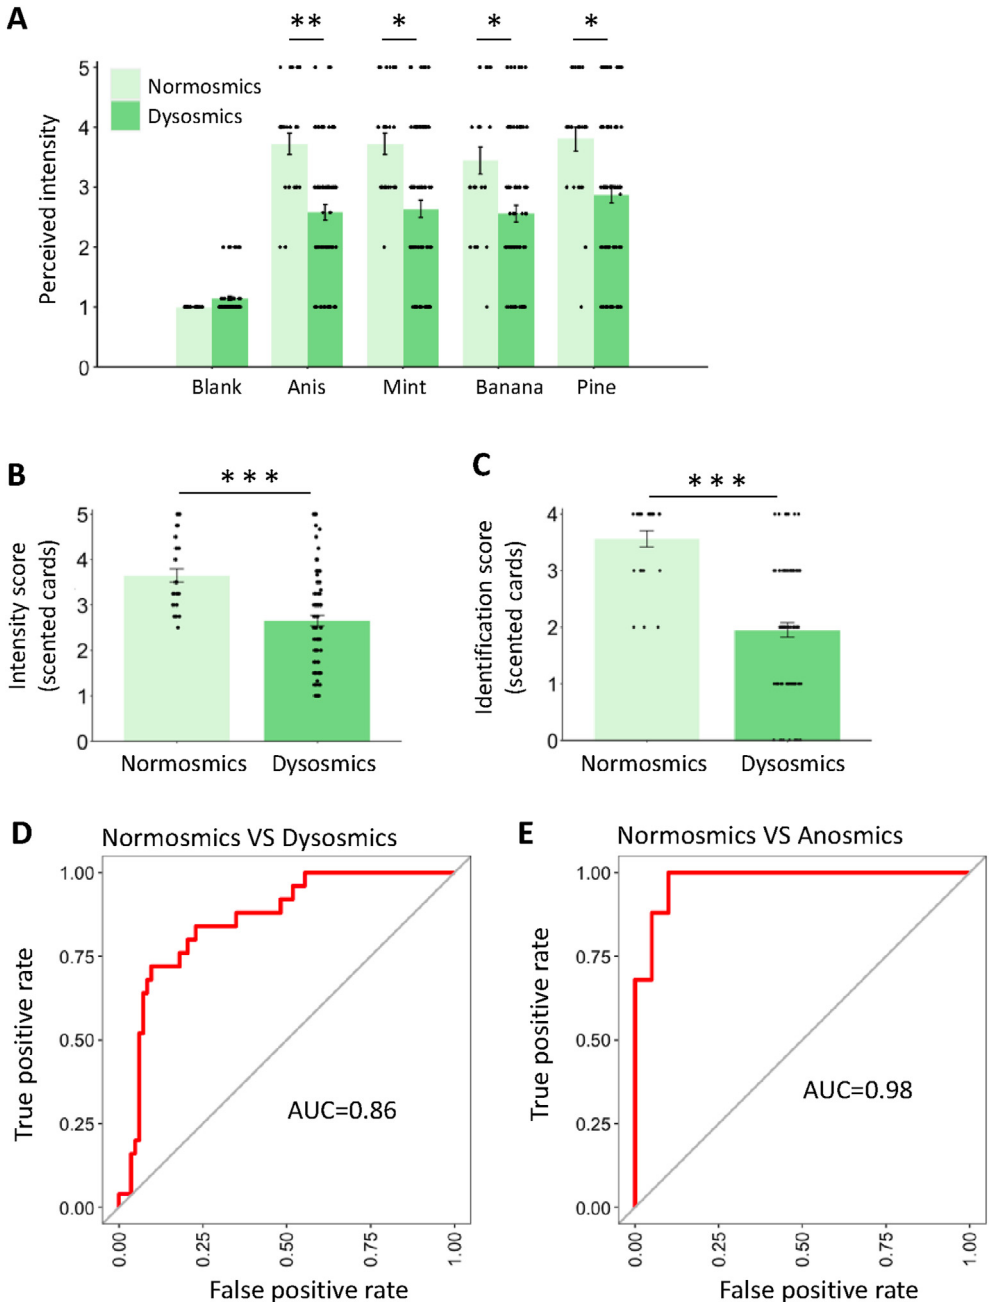 A
** * * *
5
4
3
2
1
0
Perceived intensity
Normosmics
Dysosmics
Blank Anis Mint Banana Pine
B
***
5
4
3
2
1
0
Intensity score
(scented cards)
Normosmics Dysosmics
C
***
4
3
2
1
0
Identification score
(scented cards)
Normosmics Dysosmics
D
Normosmics VS Dysosmics
1.00
0.75
0.50
0.25
0.00
True positive rate
AUC=0.86
0.00 0.25 0.50 0.75 1.00
False positive rate
E
Normosmics VS Anosmics
1.00
0.75
0.50
0.25
0.00
True positive rate
AUC=0.98
0.00 0.25 0.50 0.75 1.00
False positive rate